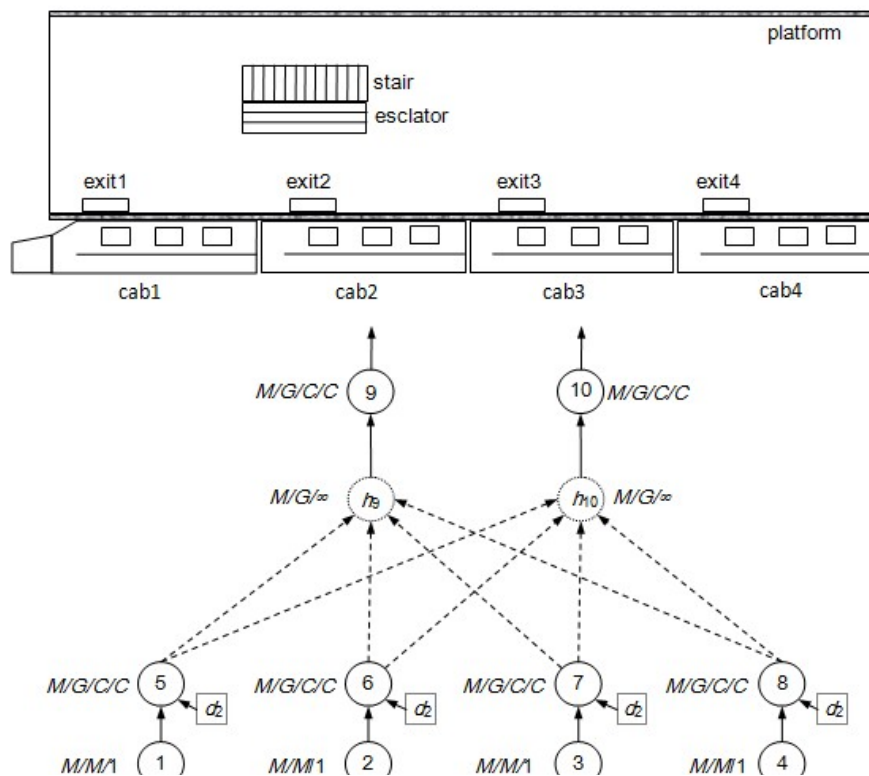 platform
stair
esclator
exit1 exit2 exit3 exit4
cab1 cab2 cab3 cab4
M/G/C/C 9 10 M/G/C/C
M/G/∞ h9 h10 M/G/∞
M/G/C/C 5 M/G/C/C 6 M/G/C/C 7 M/G/C/C 8
d2 d2 d2 d2
M/M/1 1 M/M/1 2 M/M/1 3 M/M/1 4